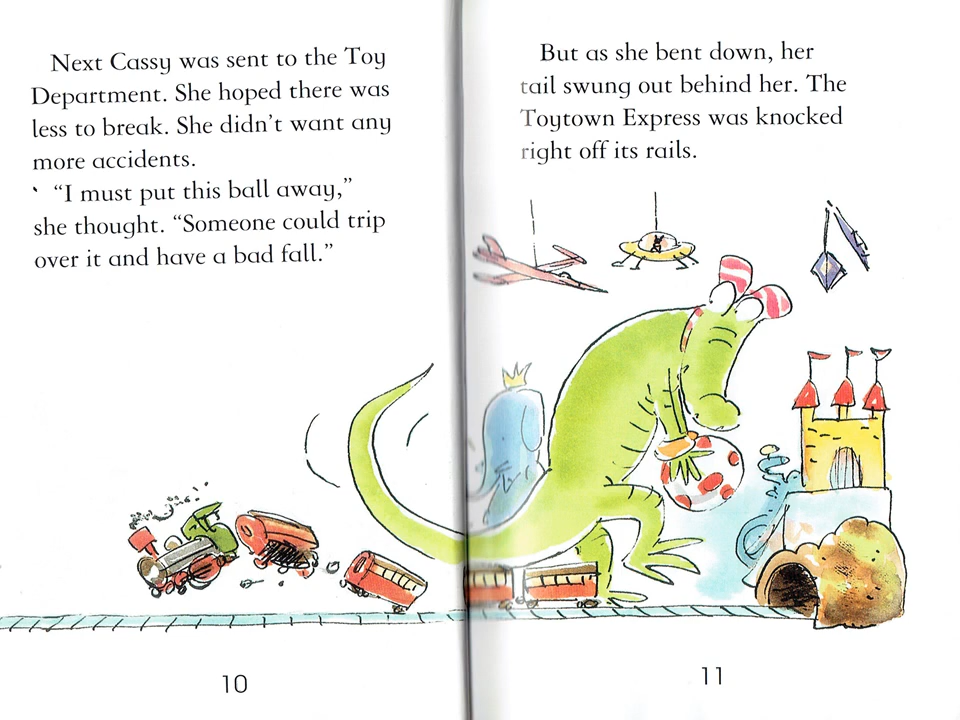 Next Cassy was sent to the Toy
Department. She hoped there was
less to break. She didn't want any
more accidents.
“I must put this ball away,”
she thought. “Someone could trip
over it and have a bad fall.”
10
But as she bent down, her
tail swung out behind her. The
Toytown Express was knocked
right off its rails.
11